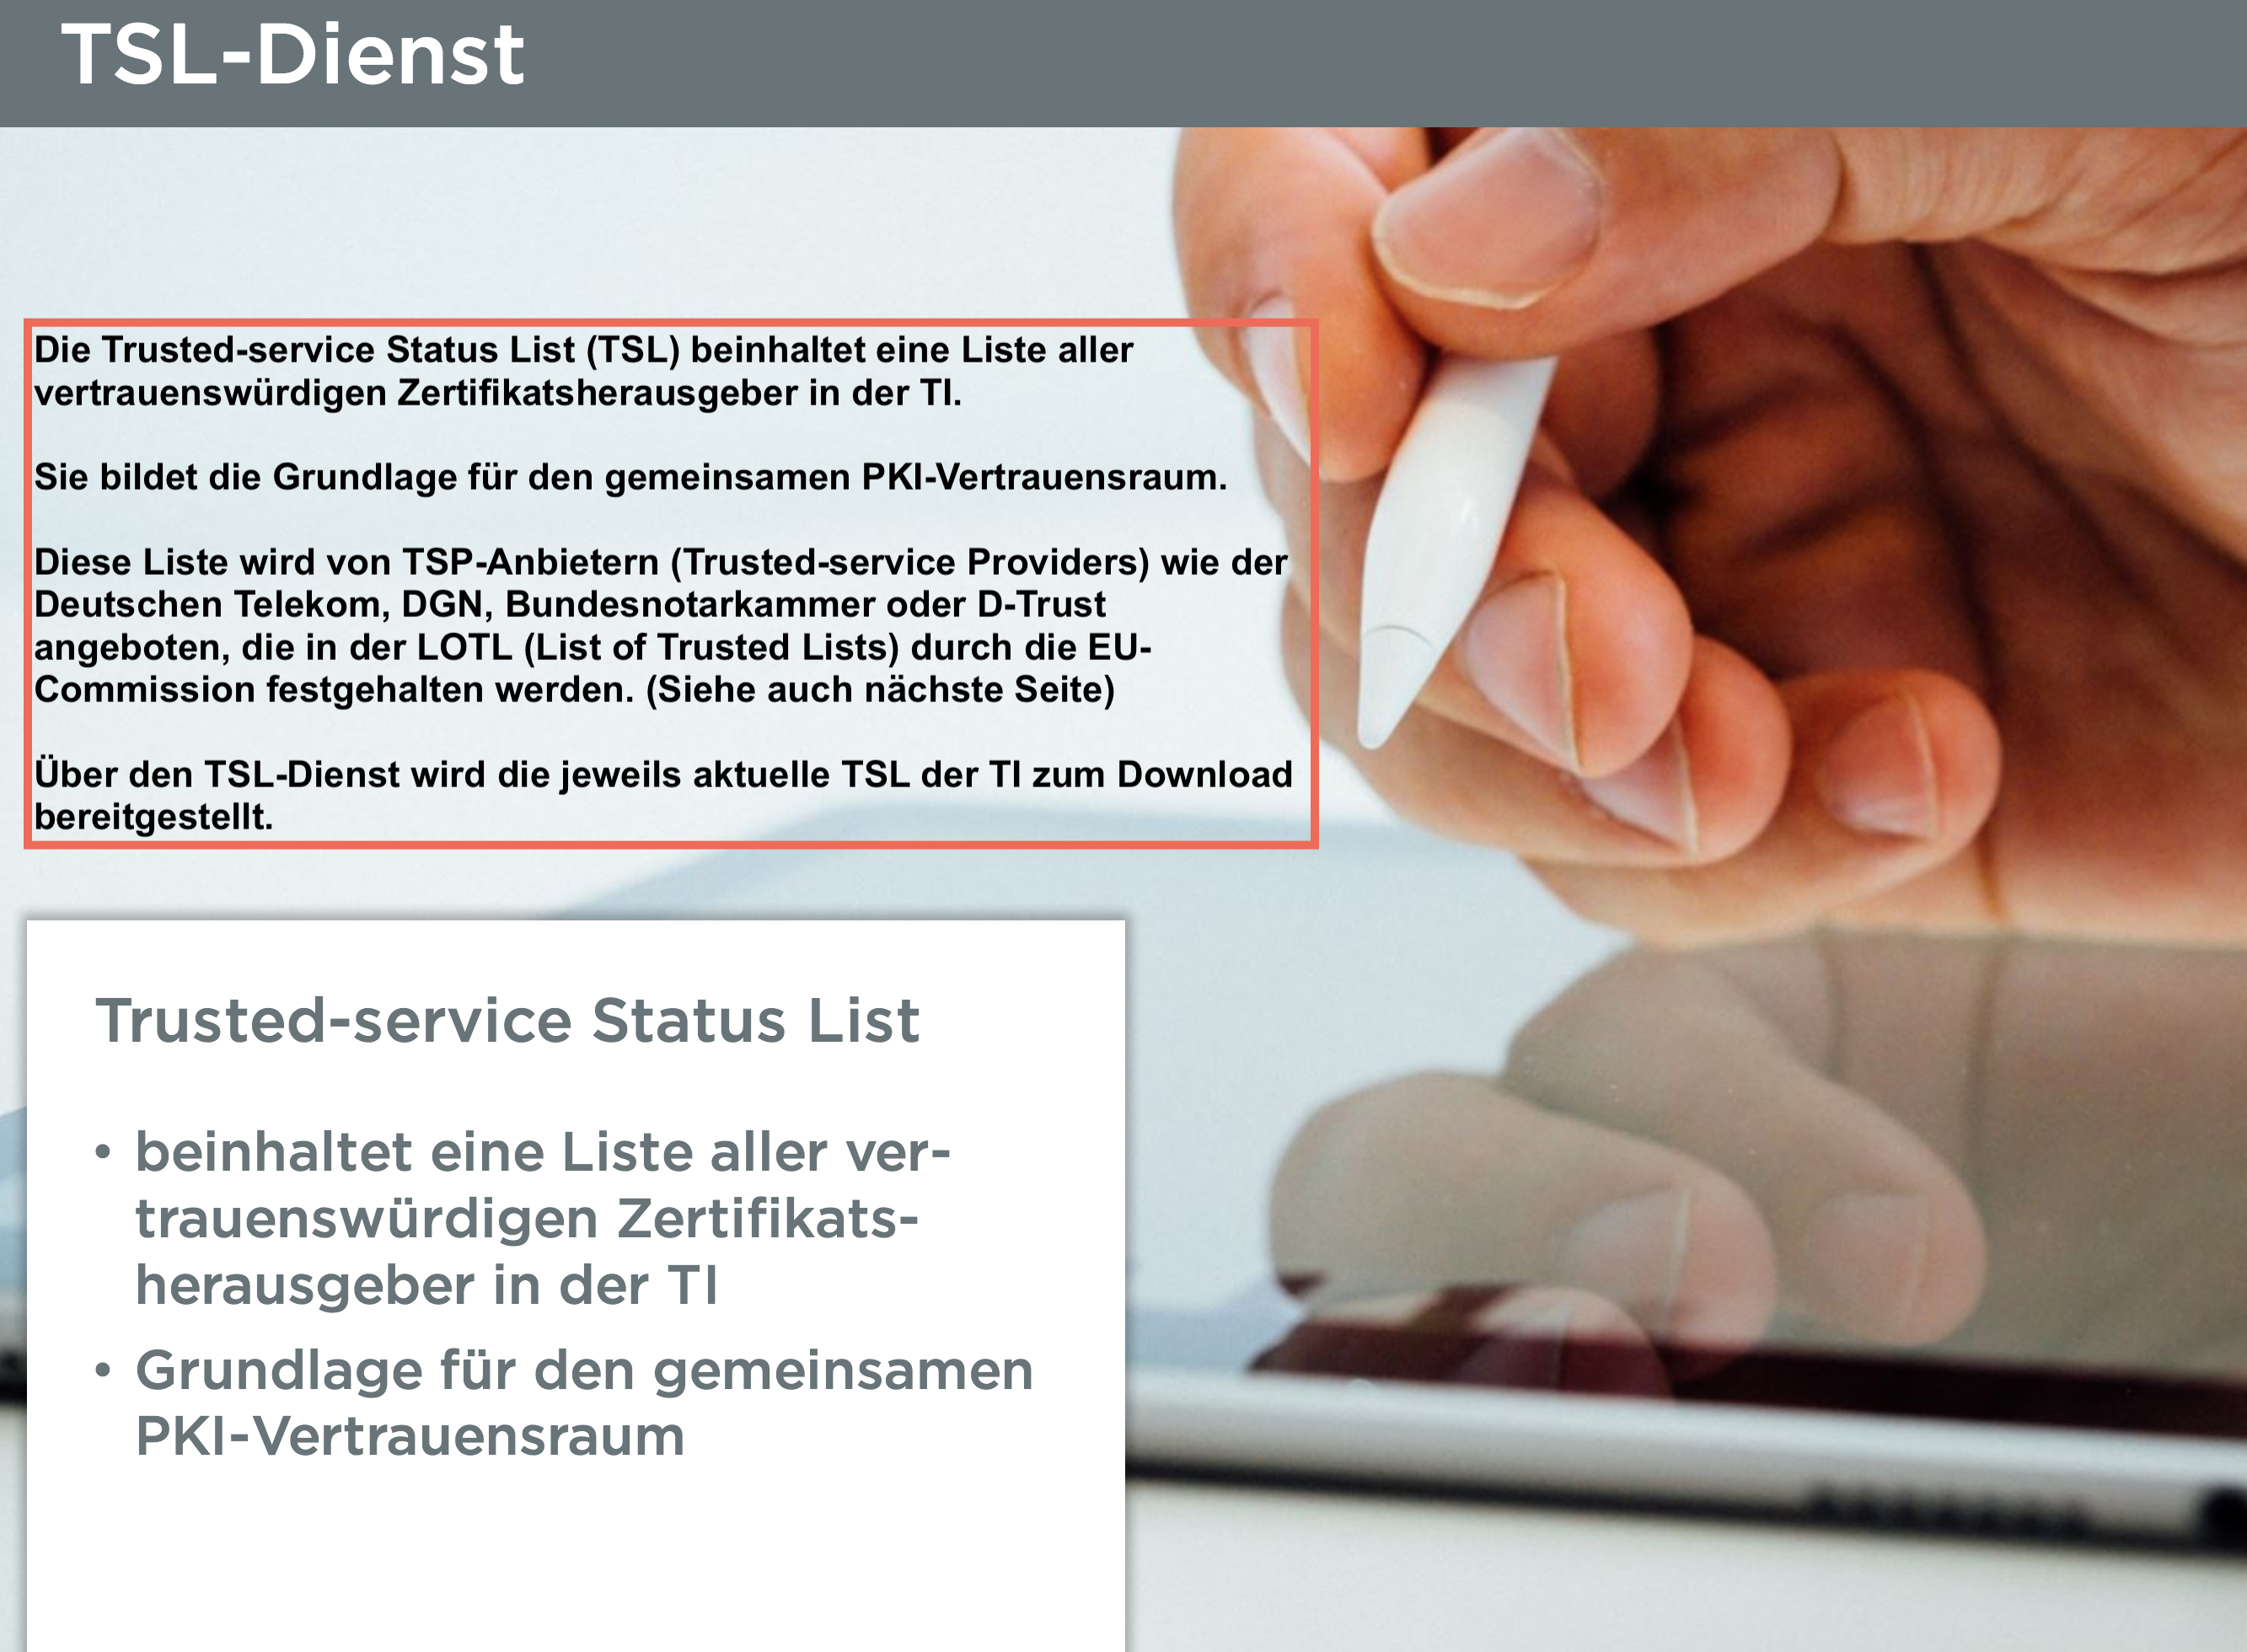 TSL-Dienst
Die Trusted-service Status List (TSL) beinhaltet eine Liste aller
vertrauenswürdigen Zertifikatsherausgeber in der TI.
Sie bildet die Grundlage für den gemeinsamen PKI-Vertrauensraum.
Diese Liste wird von TSP-Anbietern (Trusted-service Providers) wie der
Deutschen Telekom, DGN, Bundesnotarkammer oder D-Trust
angeboten, die in der LOTL (List of Trusted Lists) durch die EU-
Commission festgehalten werden. (Siehe auch nächste Seite)
Über den TSL-Dienst wird die jeweils aktuelle TSL der TI zum Download
bereitgestellt.
Trusted-service Status List
• beinhaltet eine Liste aller ver-
trauenswürdigen Zertifikats-
herausgeber in der TI
• Grundlage für den gemeinsamen
PKI-Vertrauensraum